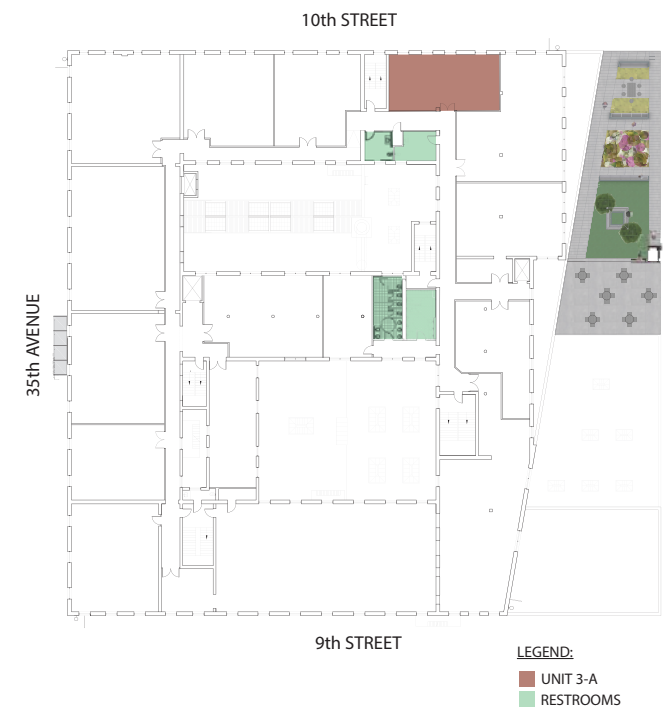 10th STREET
35th AVENUE
9th STREET
LEGEND:
UNIT 3-A
RESTROOMS